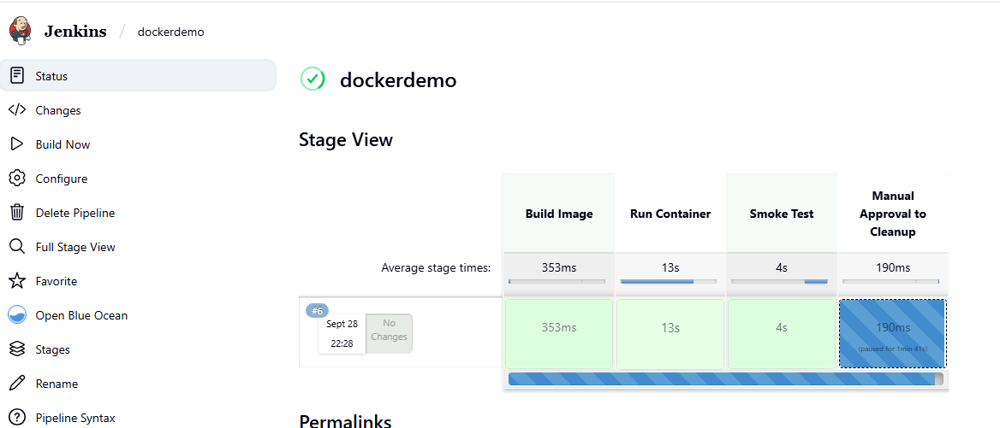 Jenkins / dockerdemo
Status
Changes
Build Now
Configure
Delete Pipeline
Full Stage View
Favorite
Open Blue Ocean
Stages
Rename
Pipeline Syntax
dockerdemo
Stage View
Build Image
Run Container
Smoke Test
Manual
Approval to
Cleanup
Average stage times:
353ms
13s
4s
190ms
#6
Sept 28
22:28
No
Changes
353ms
13s
4s
190ms
(paused for 1min 41s)
Permalinks